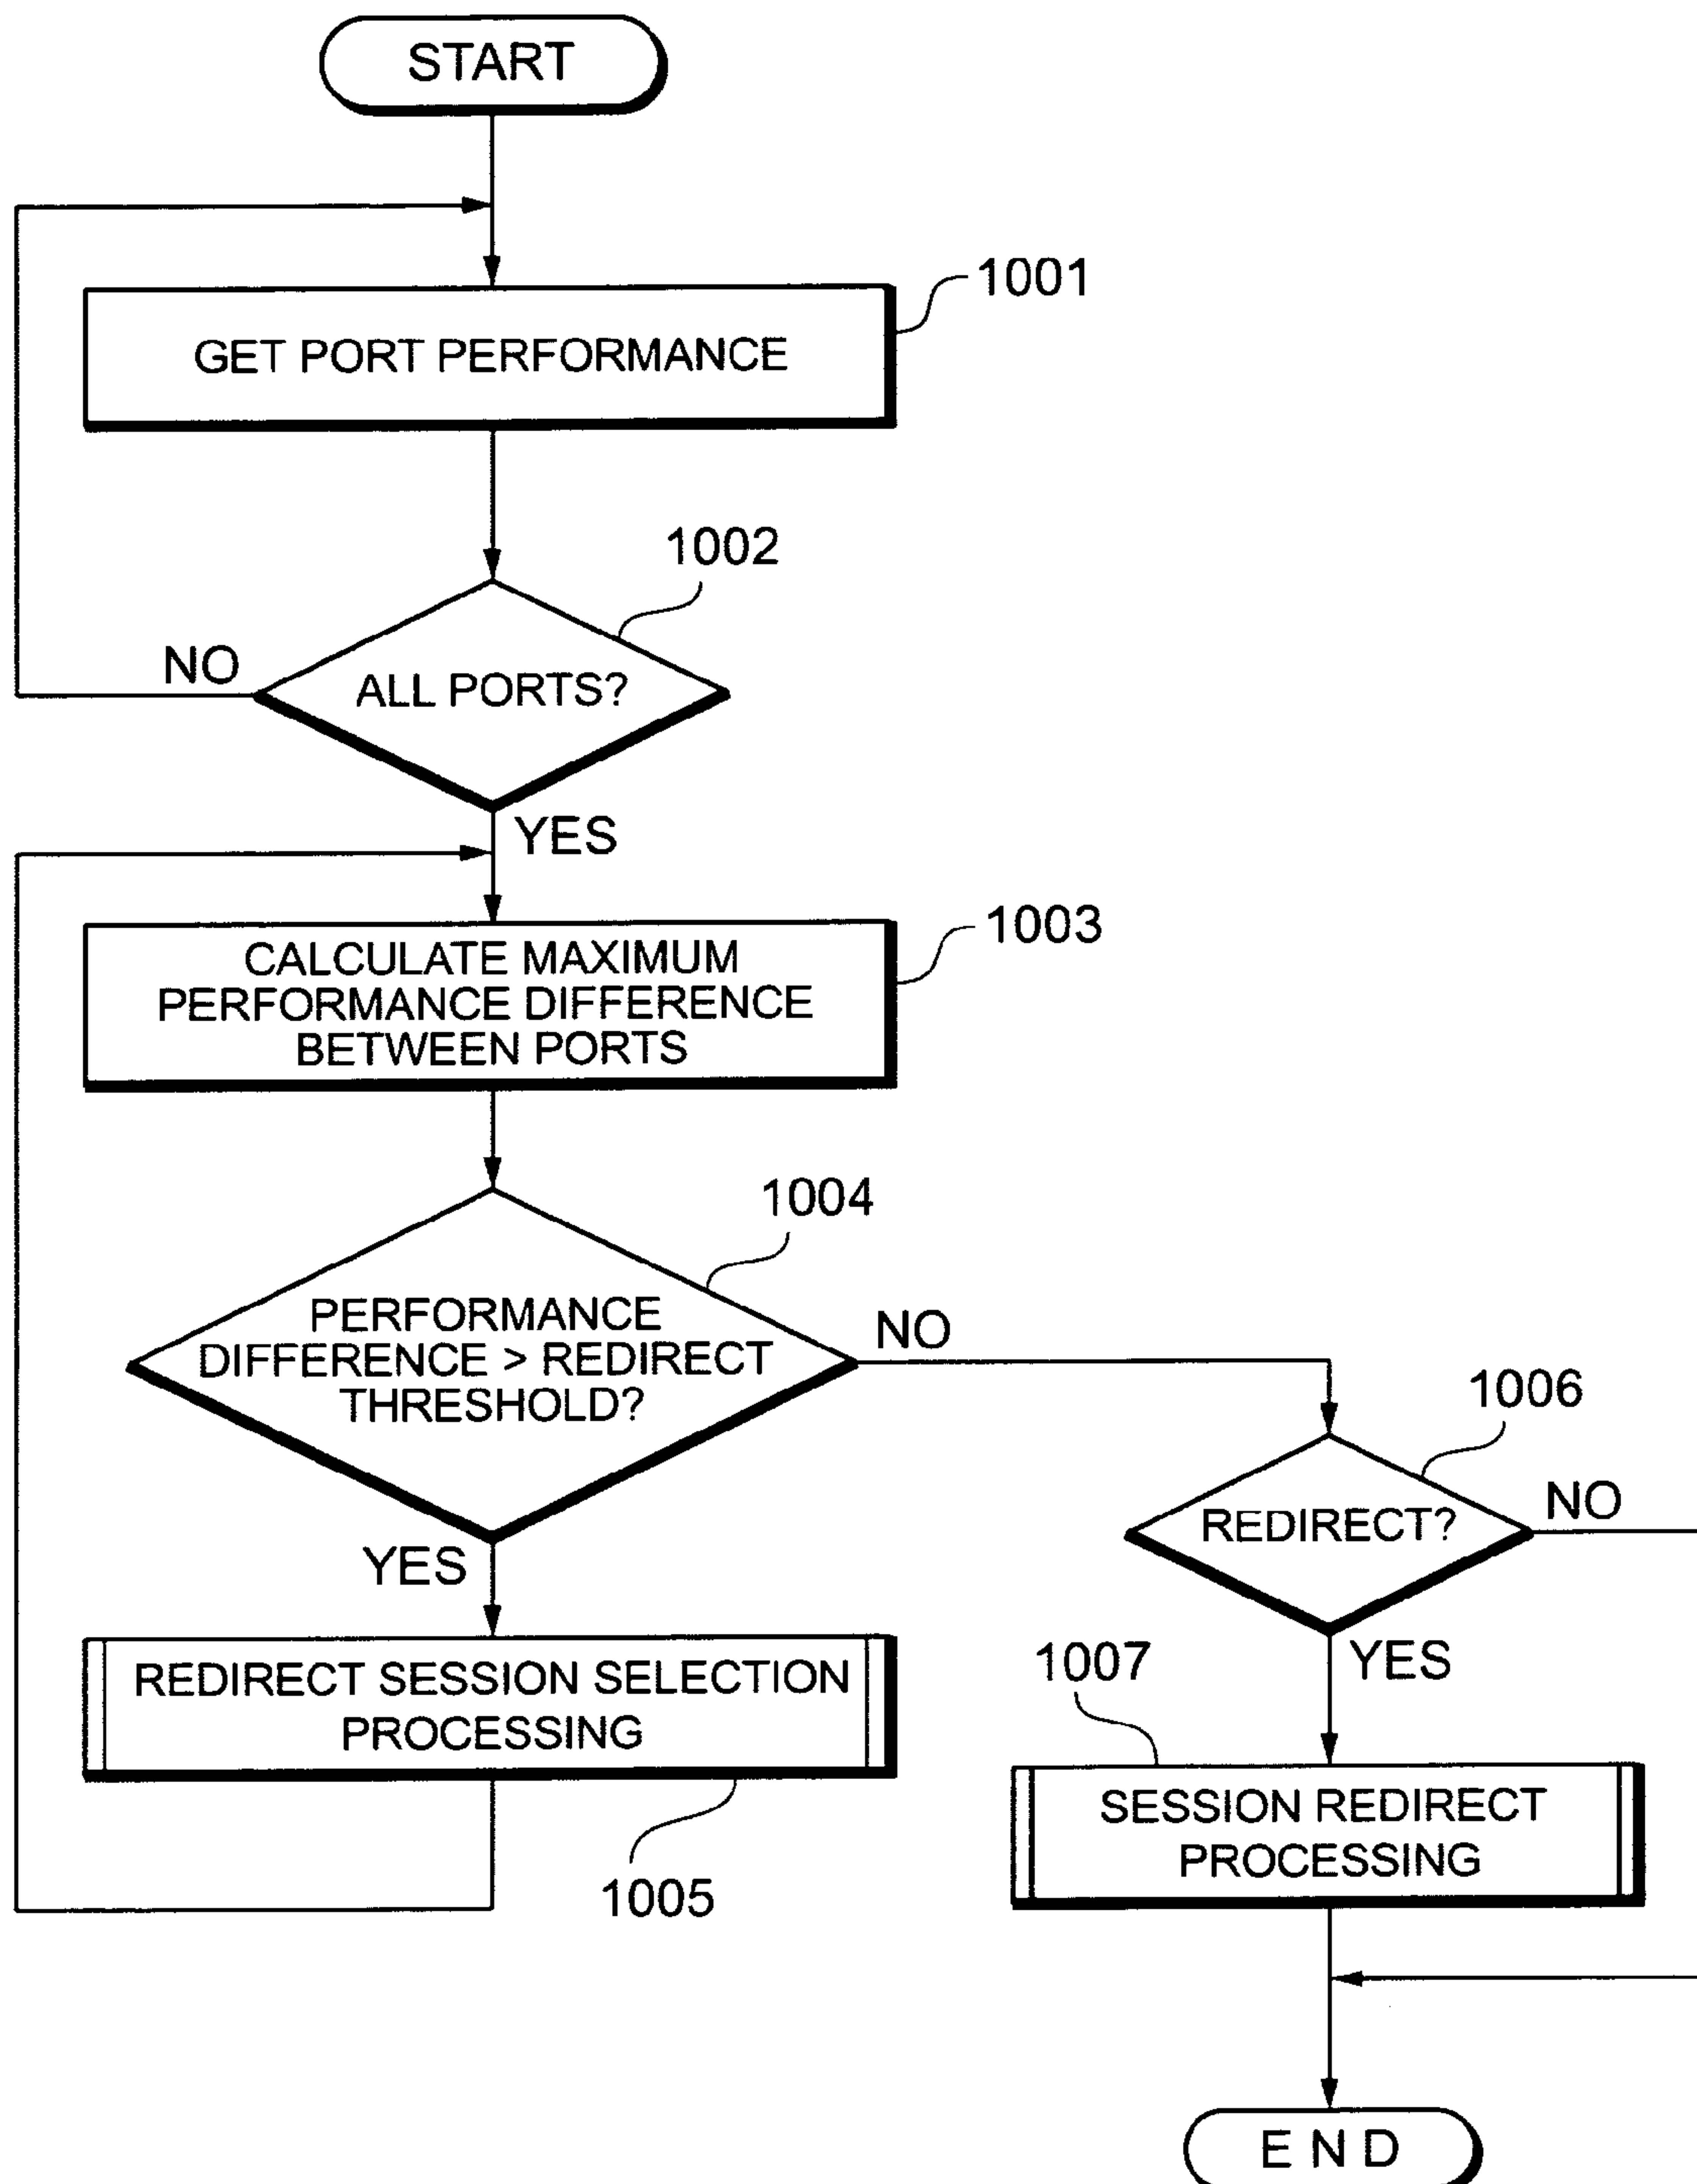 START
1001
GET PORT PERFORMANCE
1002
NO
ALL PORTS?
YES
1003
CALCULATE MAXIMUM
PERFORMANCE DIFFERENCE
BETWEEN PORTS
1004
PERFORMANCE
DIFFERENCE > REDIRECT
THRESHOLD?
NO
1006
REDIRECT?
NO
YES
REDIRECT SESSION SELECTION
PROCESSING
1005
YES
1007
SESSION REDIRECT
PROCESSING
END